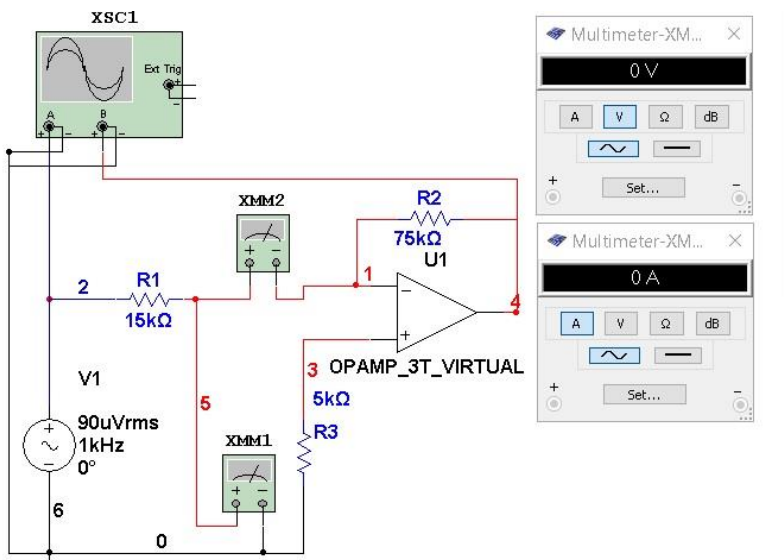 XSC1
Ext Trig
+
-
A
B
+ - + -
XMM2
+ -
R2
75kΩ
U1
1
2
R1
15kΩ
4
3
OPAMP_3T_VIRTUAL
5kΩ
R3
5
V1
90uVrms
1kHz
0°
XMM1
+ -
6
0
Multimeter-XM...
0 V
A V Ω dB
+ Set... -
Multimeter-XM...
0 A
A V Ω dB
+ Set... -